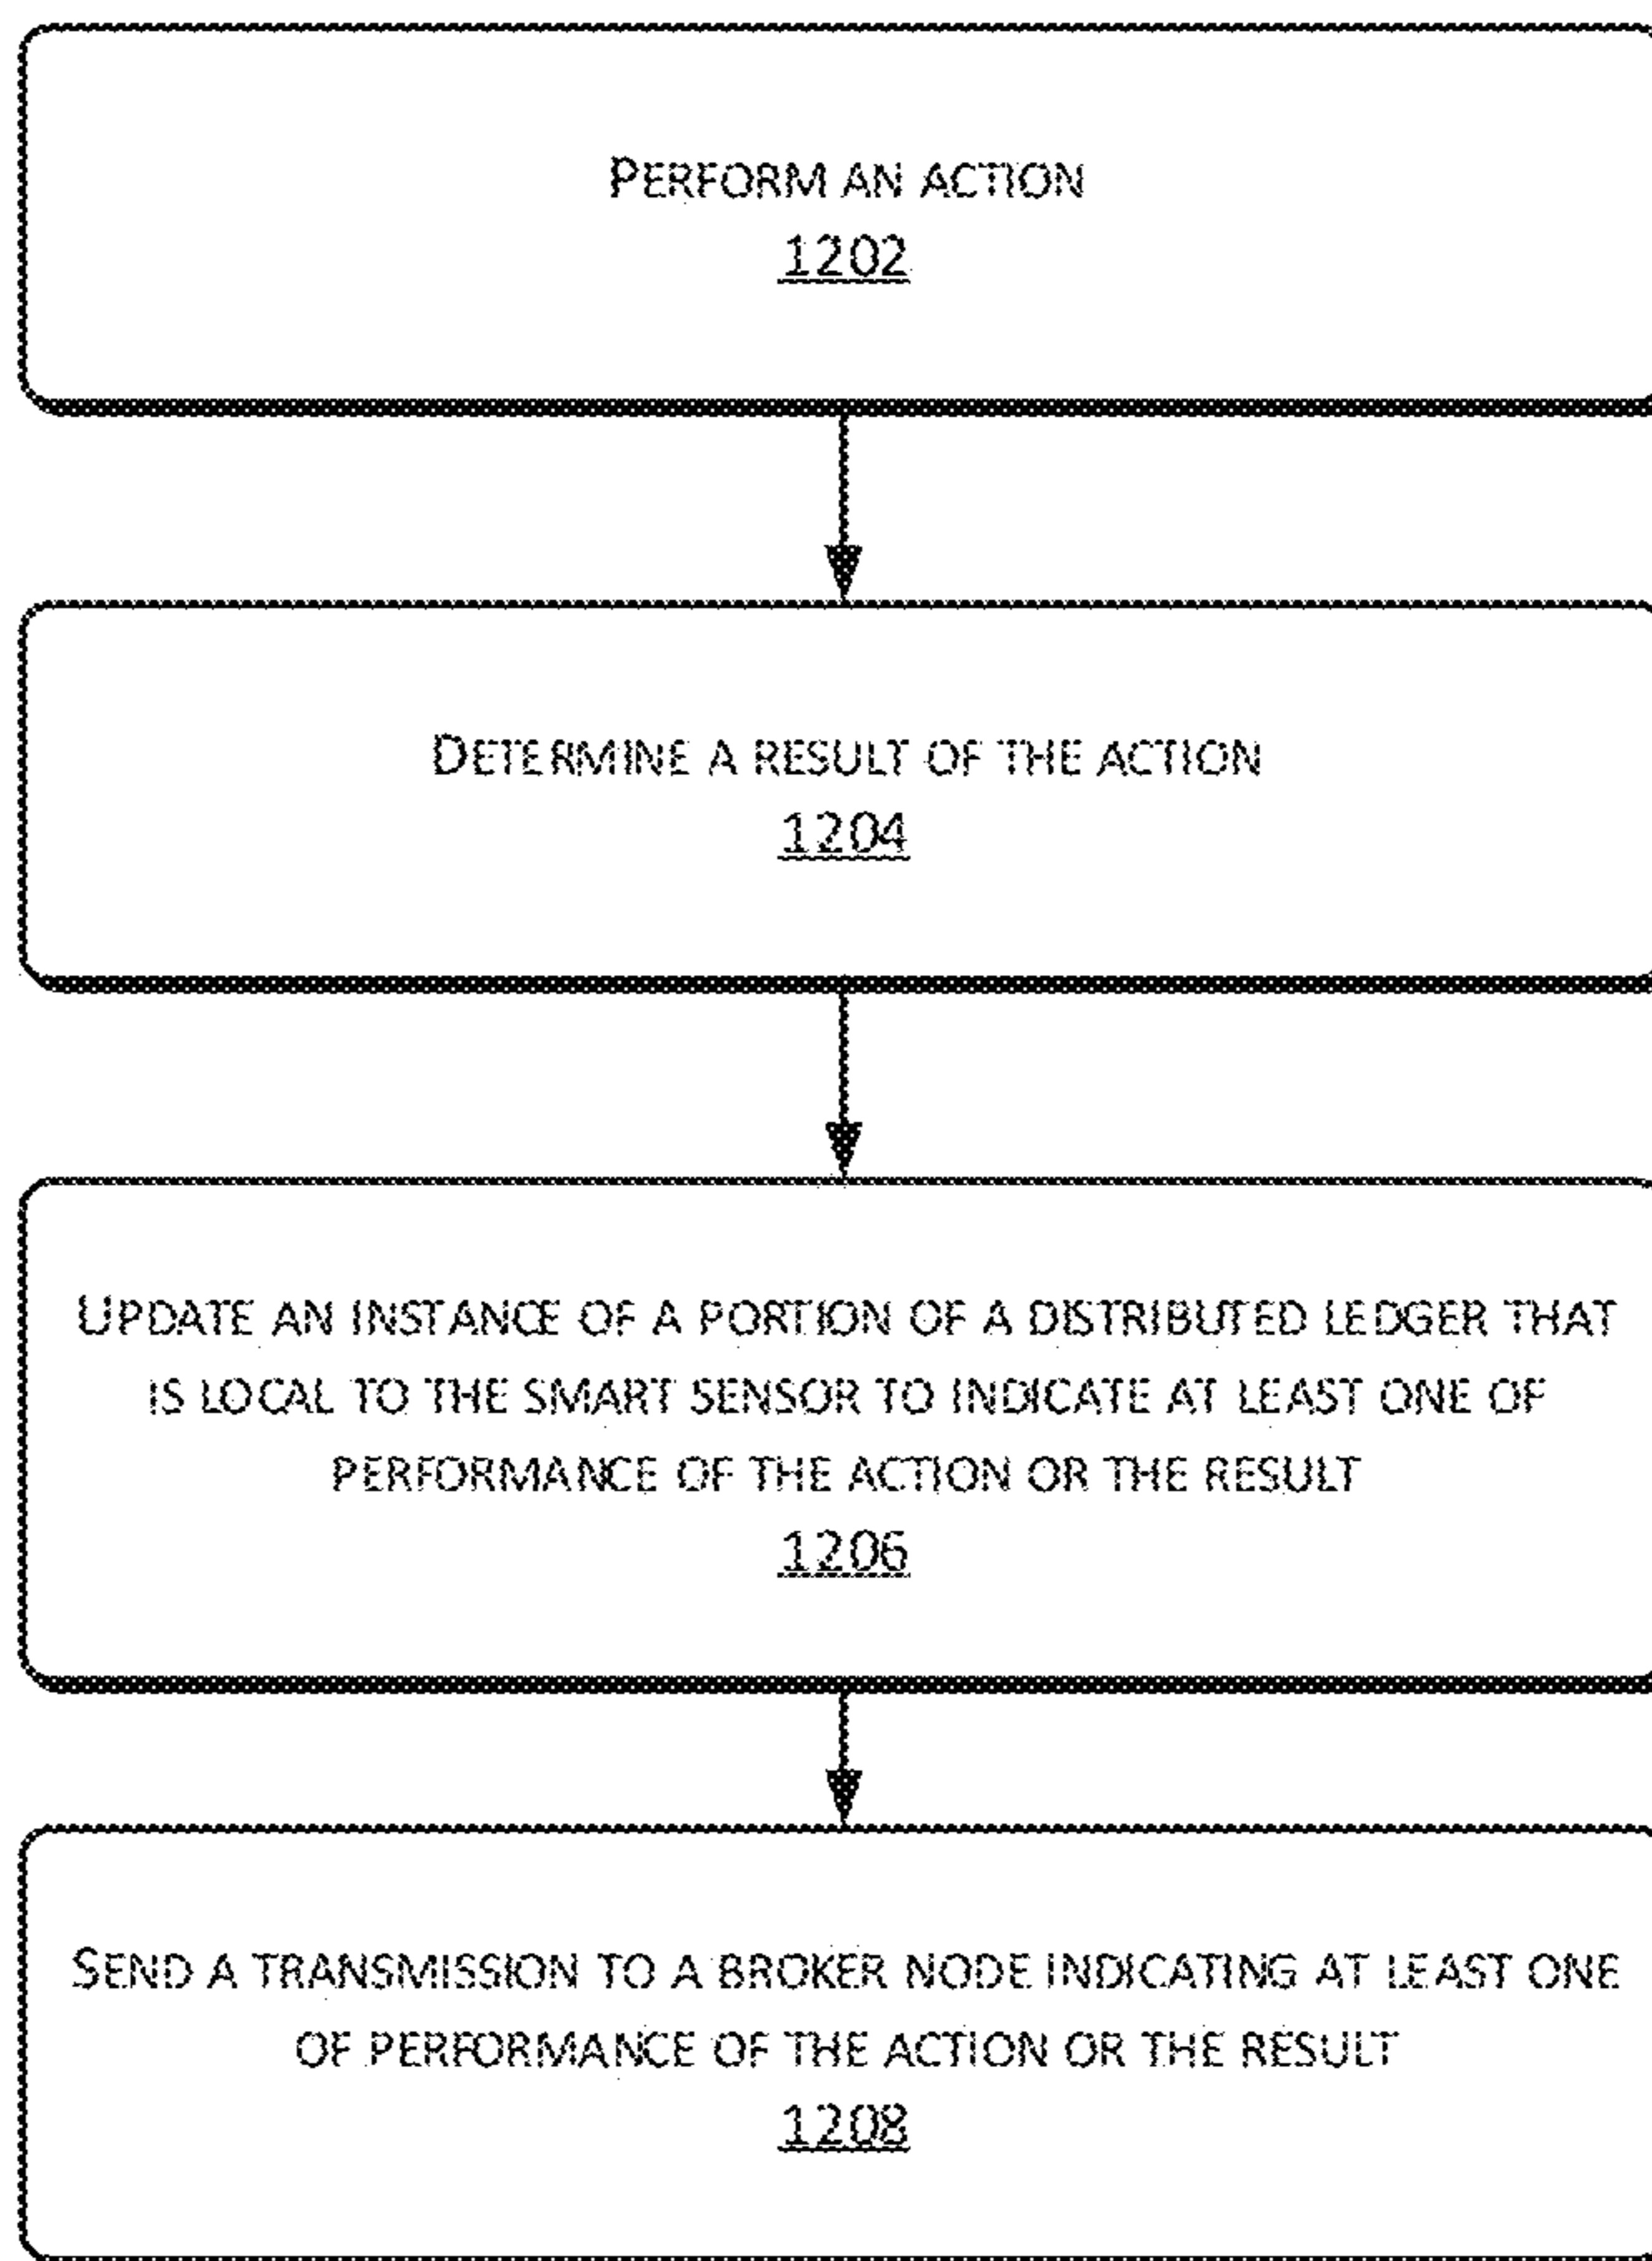 PERFORM AN ACTION
1202
DETERMINE A RESULT OF THE ACTION
1204
UPDATE AN INSTANCE OF A PORTION OF A DISTRIBUTED LEDGER THAT
IS LOCAL TO THE SMART SENSOR TO INDICATE AT LEAST ONE OF
PERFORMANCE OF THE ACTION OR THE RESULT
1206
SEND A TRANSMISSION TO A BROKER NODE INDICATING AT LEAST ONE
OF PERFORMANCE OF THE ACTION OR THE RESULT
1208